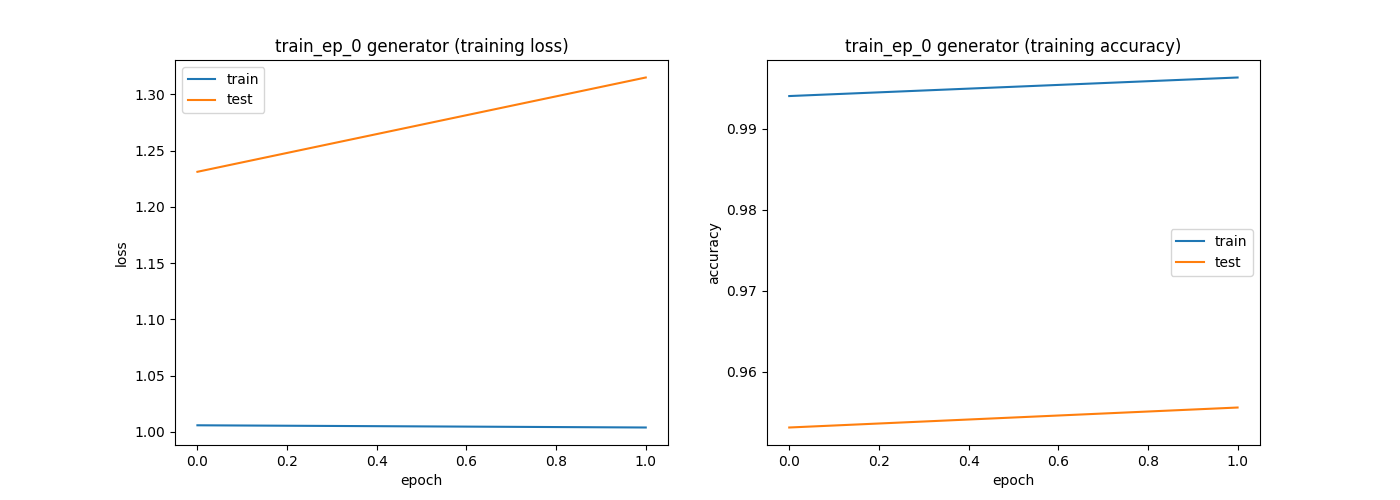 train_ep_0 generator (training loss)
train
test
1.30
1.25
1.20
1.15
1.10
1.05
1.00
loss
0.0 0.2 0.4 0.6 0.8 1.0
epoch
train_ep_0 generator (training accuracy)
0.99
0.98
0.97
0.96
accuracy
train
test
0.0 0.2 0.4 0.6 0.8 1.0
epoch